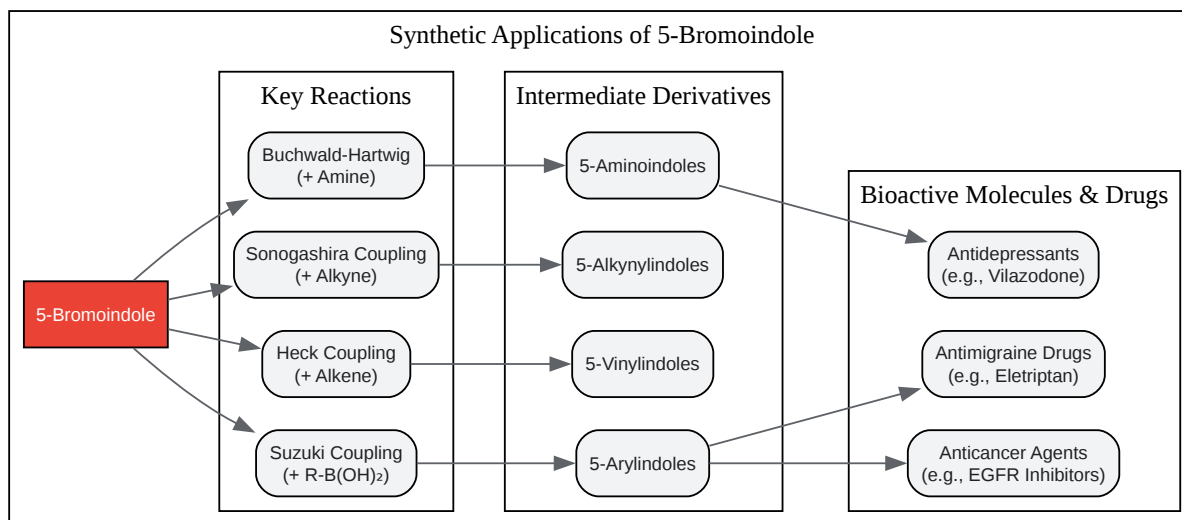 Synthetic Applications of 5-Bromoindole
Key Reactions
Intermediate Derivatives
Bioactive Molecules & Drugs
5-Bromoindole
Buchwald-Hartwig
(+ Amine)
Sonogashira Coupling
(+ Alkyne)
Heck Coupling
(+ Alkene)
Suzuki Coupling
(+ R-B(OH)₂)
5-Aminoindoles
5-Alkynylindoles
5-Vinylindoles
5-Arylindoles
Antidepressants
(e.g., Vilazodone)
Antimigraine Drugs
(e.g., Eletriptan)
Anticancer Agents
(e.g., EGFR Inhibitors)